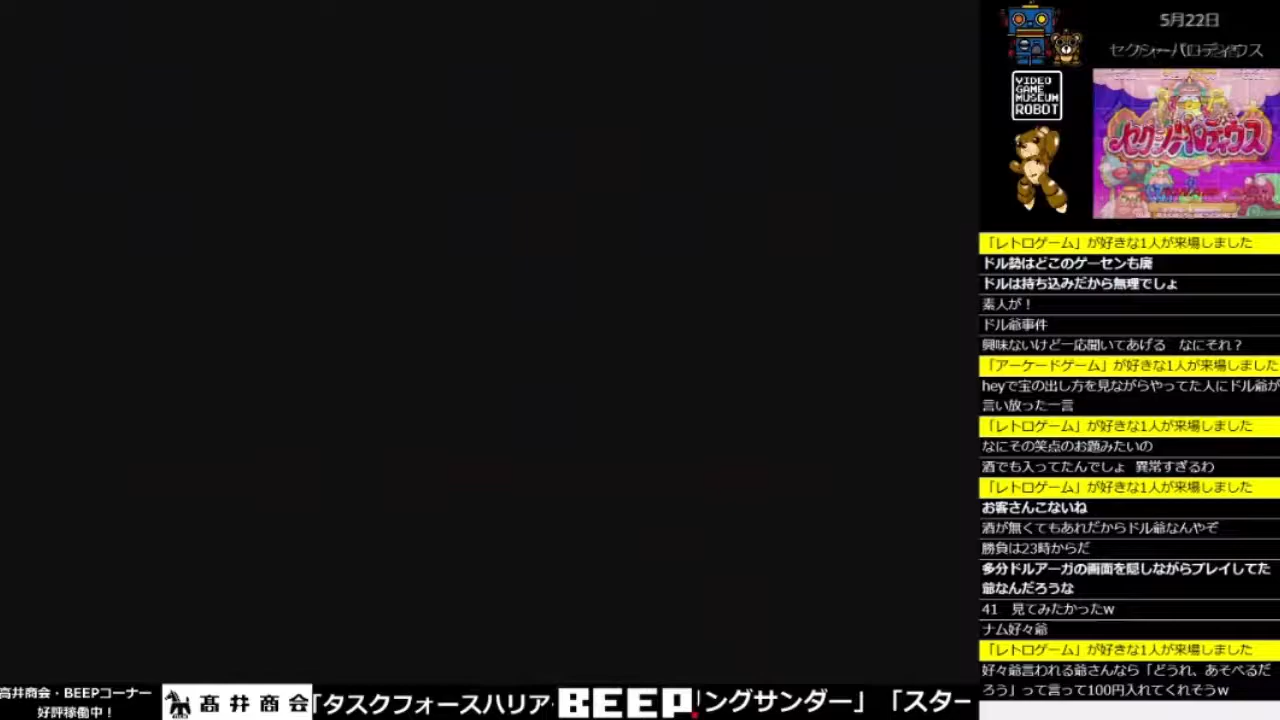 5月22日
セクシーパロディウス
VIDEO
GAME
MUSEUM
ROBOT
セクシーパロディウス
「レトロゲーム」が好きな1人が来場しました
ドル勢はどこのゲーセンも廃
ドルは持ち込みだから無理でしょ
素人が！
ドル爺事件
興味ないけど一応聞いてあげる　なにそれ？
「アーケードゲーム」が好きな1人が来場しました
heyで宝の出し方を見ながらやってた人にドル爺が
言い放った一言
「レトロゲーム」が好きな1人が来場しました
なにその笑点のお題みたいの
酒でも入ってたんでしょ 異常すぎるわ
「レトロゲーム」が好きな1人が来場しました
お客さんこないね
酒が無くてもあれだからドル爺なんやぞ
勝負は23時からだ
多分ドルアーガの画面を隠しながらプレイしてた
爺なんだろうな
41　見てみたかったw
ナム好々爺
「レトロゲーム」が好きな1人が来場しました
好々爺言われる爺さんなら「どうれ、あそべるだ
ろう」って言って100円入れてくれそうw
高井商会・BEEPコーナー
好評稼働中！
髙井商会
「タスクフォースハリア
BEEP.
ングサンダー」「スター